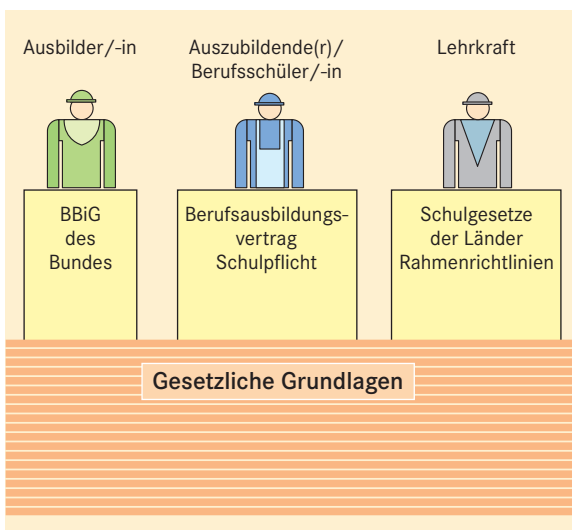 Ausbilder/-in
Auszubildende(r)/
Berufsschüler/-in
Lehrkraft
BBiG
des
Bundes
Berufsausbildungs-
vertrag
Schulpflicht
Schulgesetze
der Länder
Rahmenrichtlinien
Gesetzliche Grundlagen